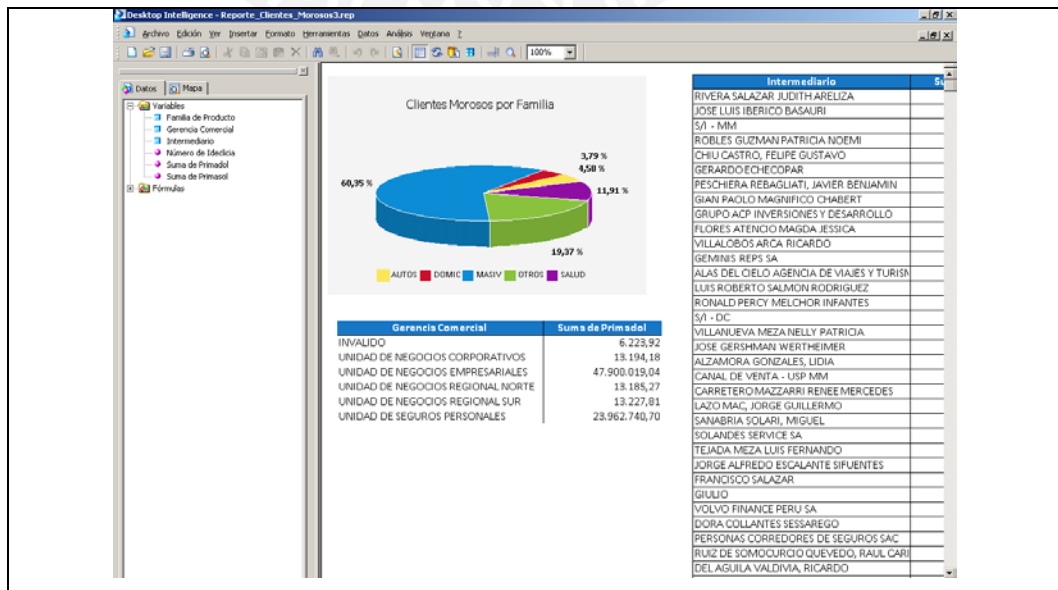 Desktop Intelligence - Reporte_Clientes_Morosos3.rep
Archivo Edición Ver Insertar Formato Herramientas Datos Análisis Ventana ?
100%
Datos Mapa
Variables
Familia de Producto
Gerencia Comercial
Intermediario
Número de Ideclicia
Suma de Primadol
Suma de Primasol
Fórmulas
Clientes Morosos por Familia
3,79 %
4,58 %
60,35 %
11,91 %
19,37 %
AUTOS DOMIC MASIV OTROS SALUD
Gerencia Comercial Suma de Primadol
INVALIDO 6.223,92
UNIDAD DE NEGOCIOS CORPORATIVOS 13.194,18
UNIDAD DE NEGOCIOS EMPRESARIALES 47.900.019,04
UNIDAD DE NEGOCIOS REGIONAL NORTE 13.185,27
UNIDAD DE NEGOCIOS REGIONAL SUR 13.227,81
UNIDAD DE SEGUROS PERSONALES 23.962.740,70
Intermediario Su
RIVERA SALAZAR JUDITH ARELIZA
JOSE LUIS IBERICO BASAURI
S/I - MM
ROBLES GUZMAN PATRICIA NOEMI
CHIU CASTRO, FELIPE GUSTAVO
GERARDO ECHECOPAR
PESCHIERA REBAGLIATI, JAVIER BENJAMIN
GIAN PAOLO MAGNIFICO CHABERT
GRUPO ACP INVERSIONES Y DESARROLLO
FLORES ATENCIO MAGDA JESSICA
VILLALOBOS ARCA RICARDO
GEMINIS REPS SA
ALAS DEL CIELO AGENCIA DE VIAJES Y TURISN
LUIS ROBERTO SALMON RODRIGUEZ
RONALD PERCY MELCHOR INFANTES
S/I - DC
VILLANUEVA MEZA NELLY PATRICIA
JOSE GERSHMAN WERTHEIMER
ALZAMORA GONZALES, LIDIA
CANAL DE VENTA - USP MM
CARRETERO MAZZARRI RENEE MERCEDES
LAZO MAC, JORGE GUILLERMO
SANABRIA SOLARI, MIGUEL
SOLANDES SERVICE SA
TEJADA MEZA LUIS FERNANDO
JORGE ALFREDO ESCALANTE SIFUENTES
FRANCISCO SALAZAR
GIULIO
VOLVO FINANCE PERU SA
DORA COLLANTES SESSAREGO
PERSONAS CORREDORES DE SEGUROS SAC
RUIZ DE SOMOCURCIO QUEVEDO, RAUL CARI
DEL AGUILA VALDIVIA, RICARDO